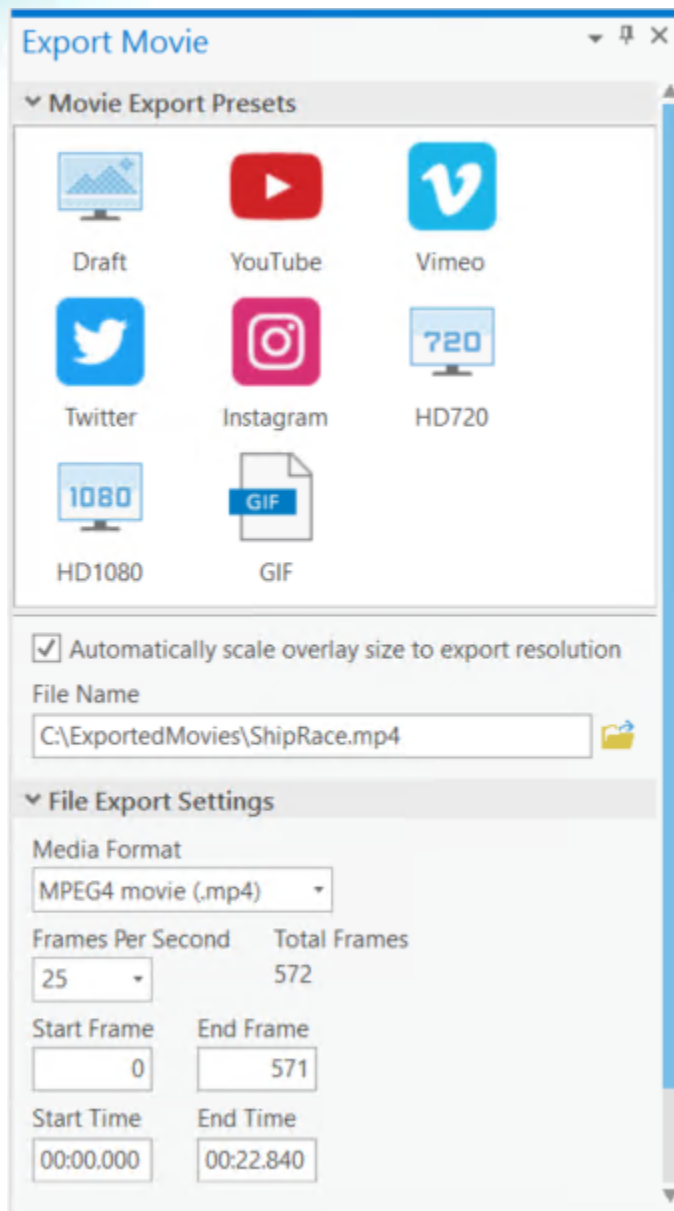 Export Movie
Movie Export Presets
Draft YouTube Vimeo
720
Twitter Instagram HD720
1080 GIF
HD1080 GIF
Automatically scale overlay size to export resolution
File Name
C:\ExportedMovies\ShipRace.mp4
File Export Settings
Media Format
MPEG4 movie (.mp4)
Frames Per Second Total Frames
25 572
Start Frame End Frame
0 571
Start Time End Time
00:00.000 00:22.840